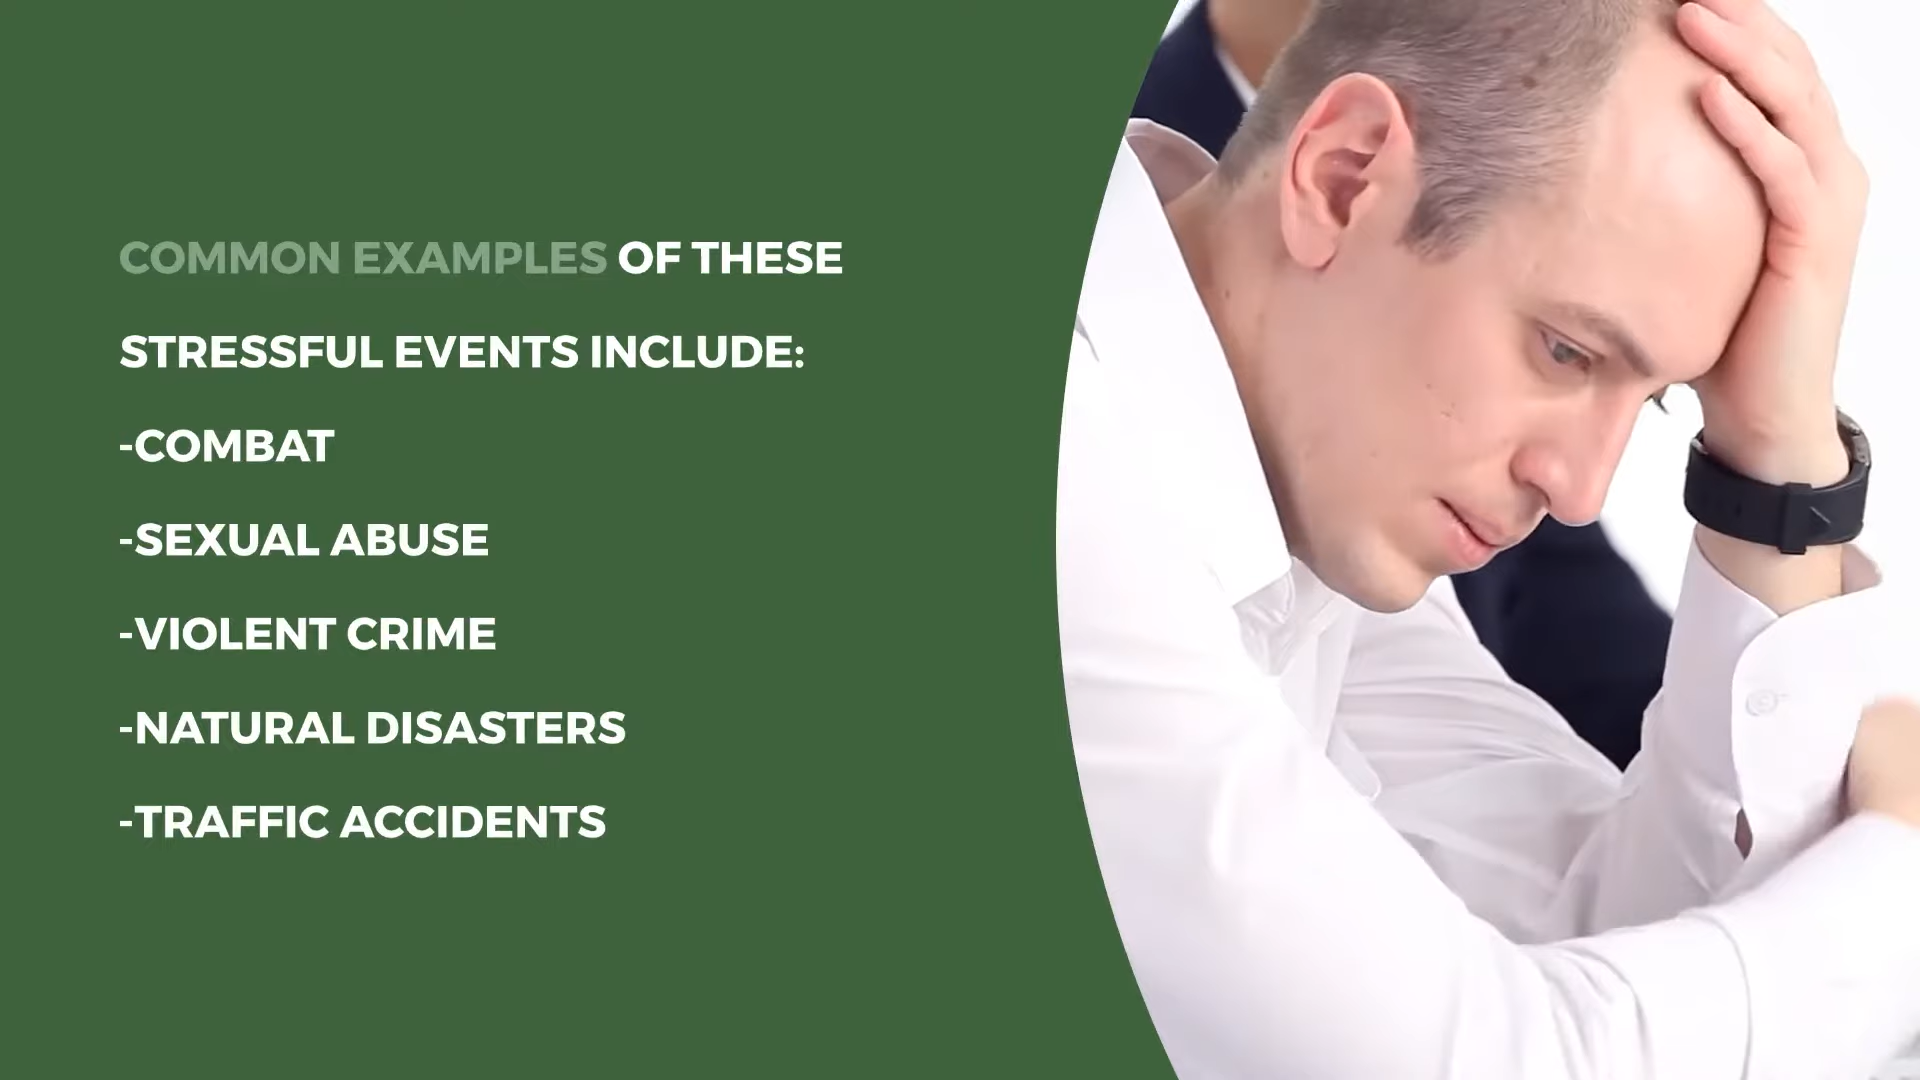 COMMON EXAMPLES OF THESE
STRESSFUL EVENTS INCLUDE:
-COMBAT
-SEXUAL ABUSE
-VIOLENT CRIME
-NATURAL DISASTERS
-TRAFFIC ACCIDENTS